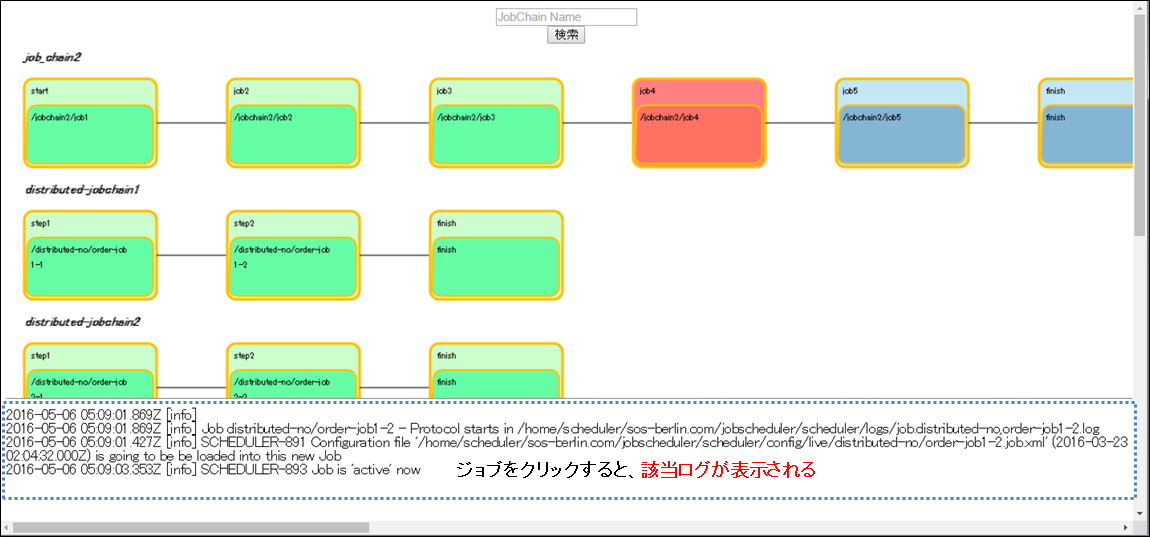 JobChain Name
検索
job_chain2
start
job2
job3
job4
job5
finish
/jobchain2/job1
/jobchain2/job2
/jobchain2/job3
/jobchain2/job4
/jobchain2/job5
finish
distributed-jobchain1
step1
step2
finish
/distributed-no/order-job
1-1
/distributed-no/order-job
1-2
finish
distributed-jobchain2
step1
step2
finish
/distributed-no/order-job
2-1
/distributed-no/order-job
2-2
finish
2016-05-06 05:09:01.869Z [info]
2016-05-06 05:09:01.869Z [info] Job distributed-no/order-job1-2 - Protocol starts in /home/scheduler/sos-berlin.com/jobscheduler/scheduler/logs/job.distributed-no,order-job1-2.log
2016-05-06 05:09:01.427Z [info] SCHEDULER-891 Configuration file '/home/scheduler/sos-berlin.com/jobscheduler/scheduler/config/live/distributed-no/order-job1-2.job.xml' (2016-03-23
02:04:32.000Z) is going to be be loaded into this new Job
2016-05-06 05:09:03.353Z [info] SCHEDULER-893 Job is 'active' now
ジョブをクリックすると、該当ログが表示される